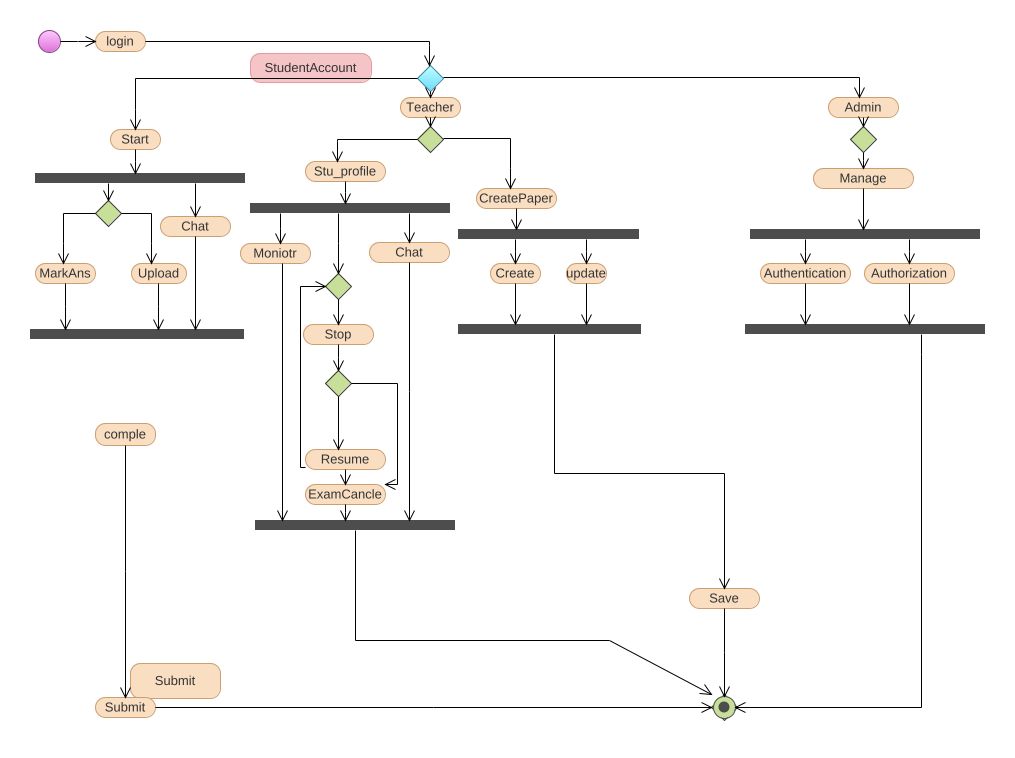 login
StudentAccount
Teacher
Admin
Start
Stu_profile
Manage
CreatePaper
Chat
Moniotr
Chat
MarkAns
Upload
Create
update
Authentication
Authorization
Stop
comple
Resume
ExamCancle
Save
Submit
Submit